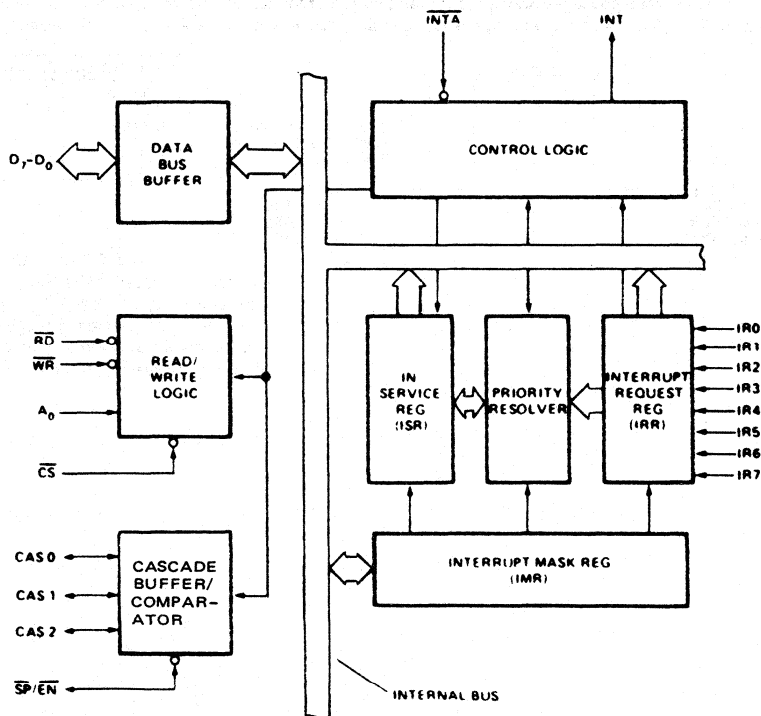 INTA
INT
DATA
BUS
BUFFER
D7-D0
CONTROL LOGIC
RD
WR
A0
CS
READ/
WRITE
LOGIC
IN
SERVICE
REG
(ISR)
PRIORITY
RESOLVER
INTERRUPT
REQUEST
REG
(IRR)
IR0
IR1
IR2
IR3
IR4
IR5
IR6
IR7
CAS 0
CAS 1
CAS 2
SP/EN
CASCADE
BUFFER/
COMPAR-
ATOR
INTERRUPT MASK REG
(IMR)
INTERNAL BUS